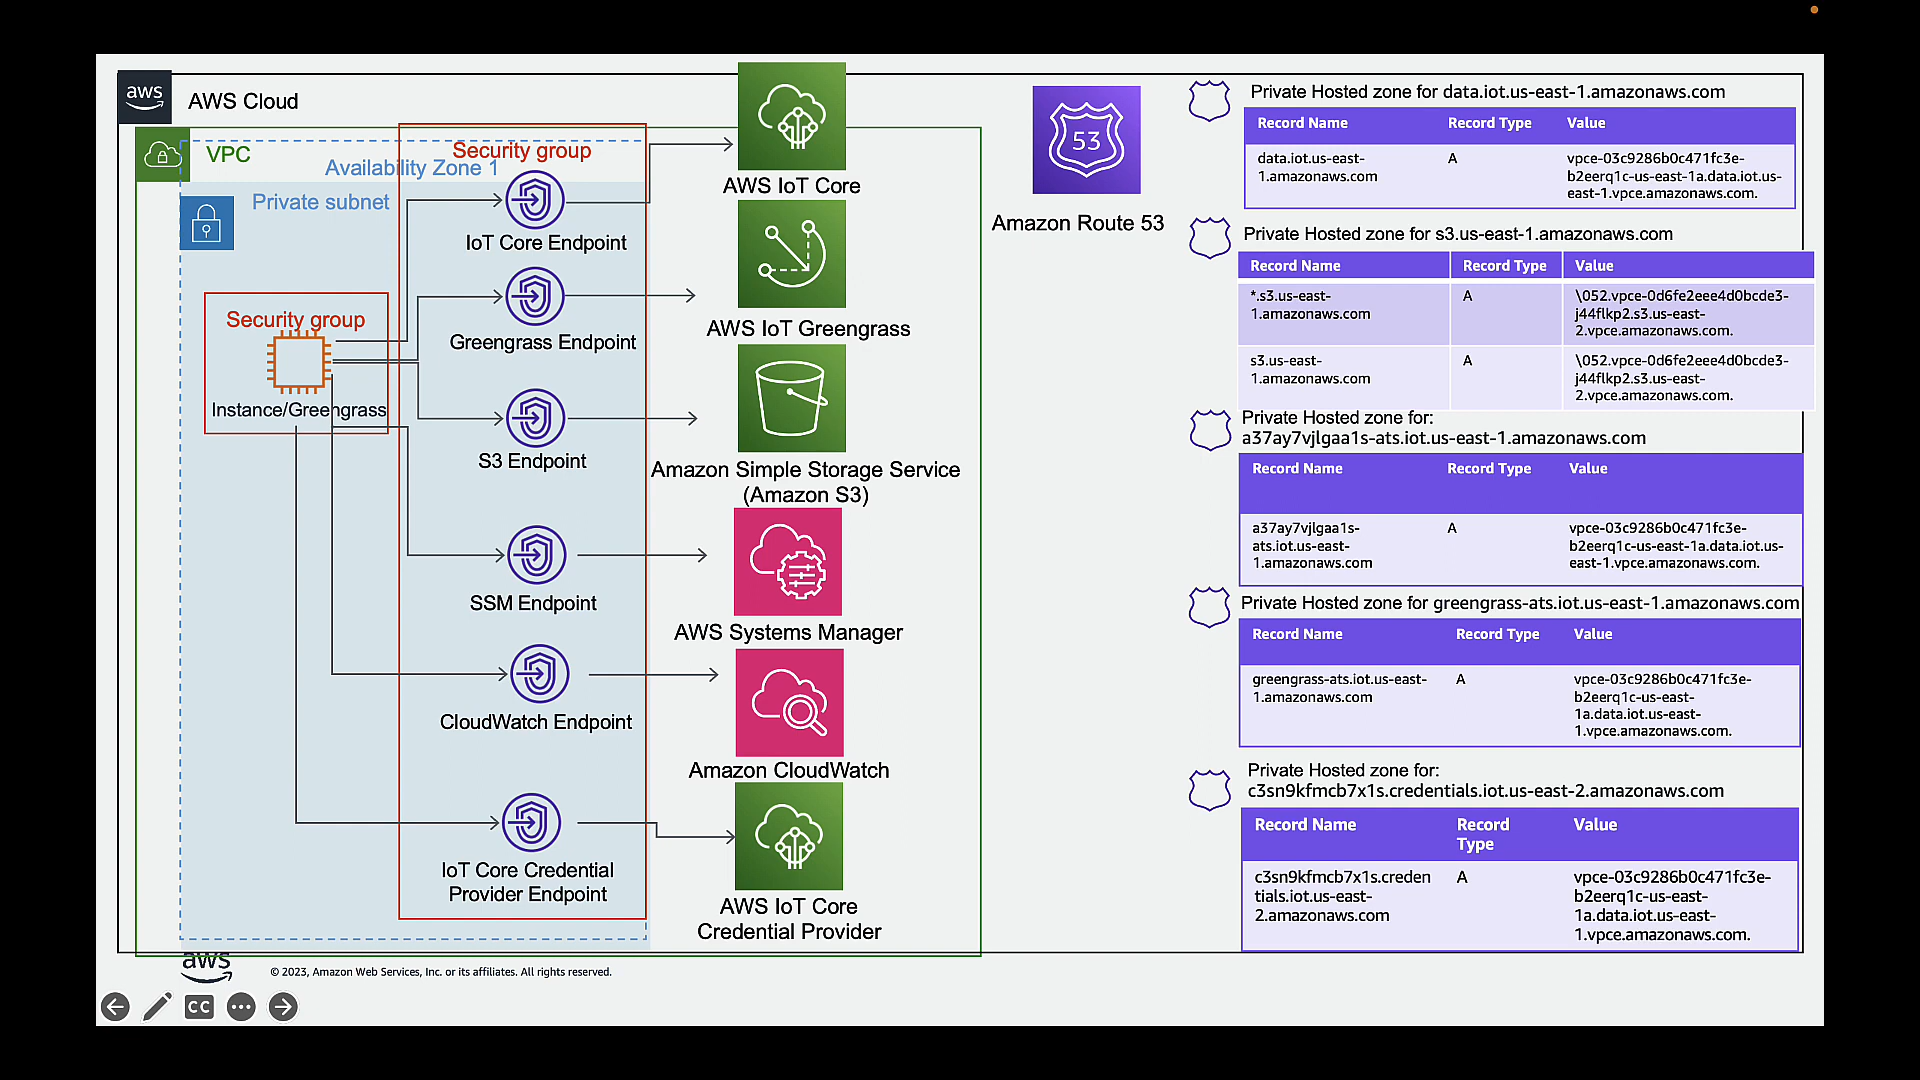 aws
AWS Cloud
VPC
Availability Zone 1
Security group
Private subnet
Security group
Instance/Greengrass
IoT Core Endpoint
Greengrass Endpoint
S3 Endpoint
SSM Endpoint
CloudWatch Endpoint
IoT Core Credential
Provider Endpoint
AWS IoT Core
AWS IoT Greengrass
Amazon Simple Storage Service
(Amazon S3)
AWS Systems Manager
Amazon CloudWatch
AWS IoT Core
Credential Provider
53
Amazon Route 53
Private Hosted zone for data.iot.us-east-1.amazonaws.com
Record Name Record Type Value
data.iot.us-east- A vpce-03c9286b0c471fc3e-
1.amazonaws.com b2eerq1c-us-east-1a.data.iot.us-
east-1.vpce.amazonaws.com.
Private Hosted zone for s3.us-east-1.amazonaws.com
Record Name Record Type Value
*.s3.us-east- A \052.vpce-0d6fe2eee4d0bcde3-
1.amazonaws.com j44flkp2.s3.us-east-
2.vpce.amazonaws.com.
s3.us-east- A \052.vpce-0d6fe2eee4d0bcde3-
1.amazonaws.com j44flkp2.s3.us-east-
2.vpce.amazonaws.com.
Private Hosted zone for:
a37ay7vjlgaa1s-ats.iot.us-east-1.amazonaws.com
Record Name Record Type Value
a37ay7vjlgaa1s- A vpce-03c9286b0c471fc3e-
ats.iot.us-east- b2eerq1c-us-east-1a.data.iot.us-
1.amazonaws.com east-1.vpce.amazonaws.com.
Private Hosted zone for greengrass-ats.iot.us-east-1.amazonaws.com
Record Name Record Type Value
greengrass-ats.iot.us-east- A vpce-03c9286b0c471fc3e-
1.amazonaws.com b2eerq1c-us-east-
1a.data.iot.us-east-
1.vpce.amazonaws.com.
Private Hosted zone for:
c3sn9kfmcb7x1s.credentials.iot.us-east-2.amazonaws.com
Record Name Record Value
Type
c3sn9kfmcb7x1s.creden A vpce-03c9286b0c471fc3e-
tials.iot.us-east- b2eerq1c-us-east-
2.amazonaws.com 1a.data.iot.us-east-
1.vpce.amazonaws.com.
aws
© 2023, Amazon Web Services, Inc. or its affiliates. All rights reserved.
CC